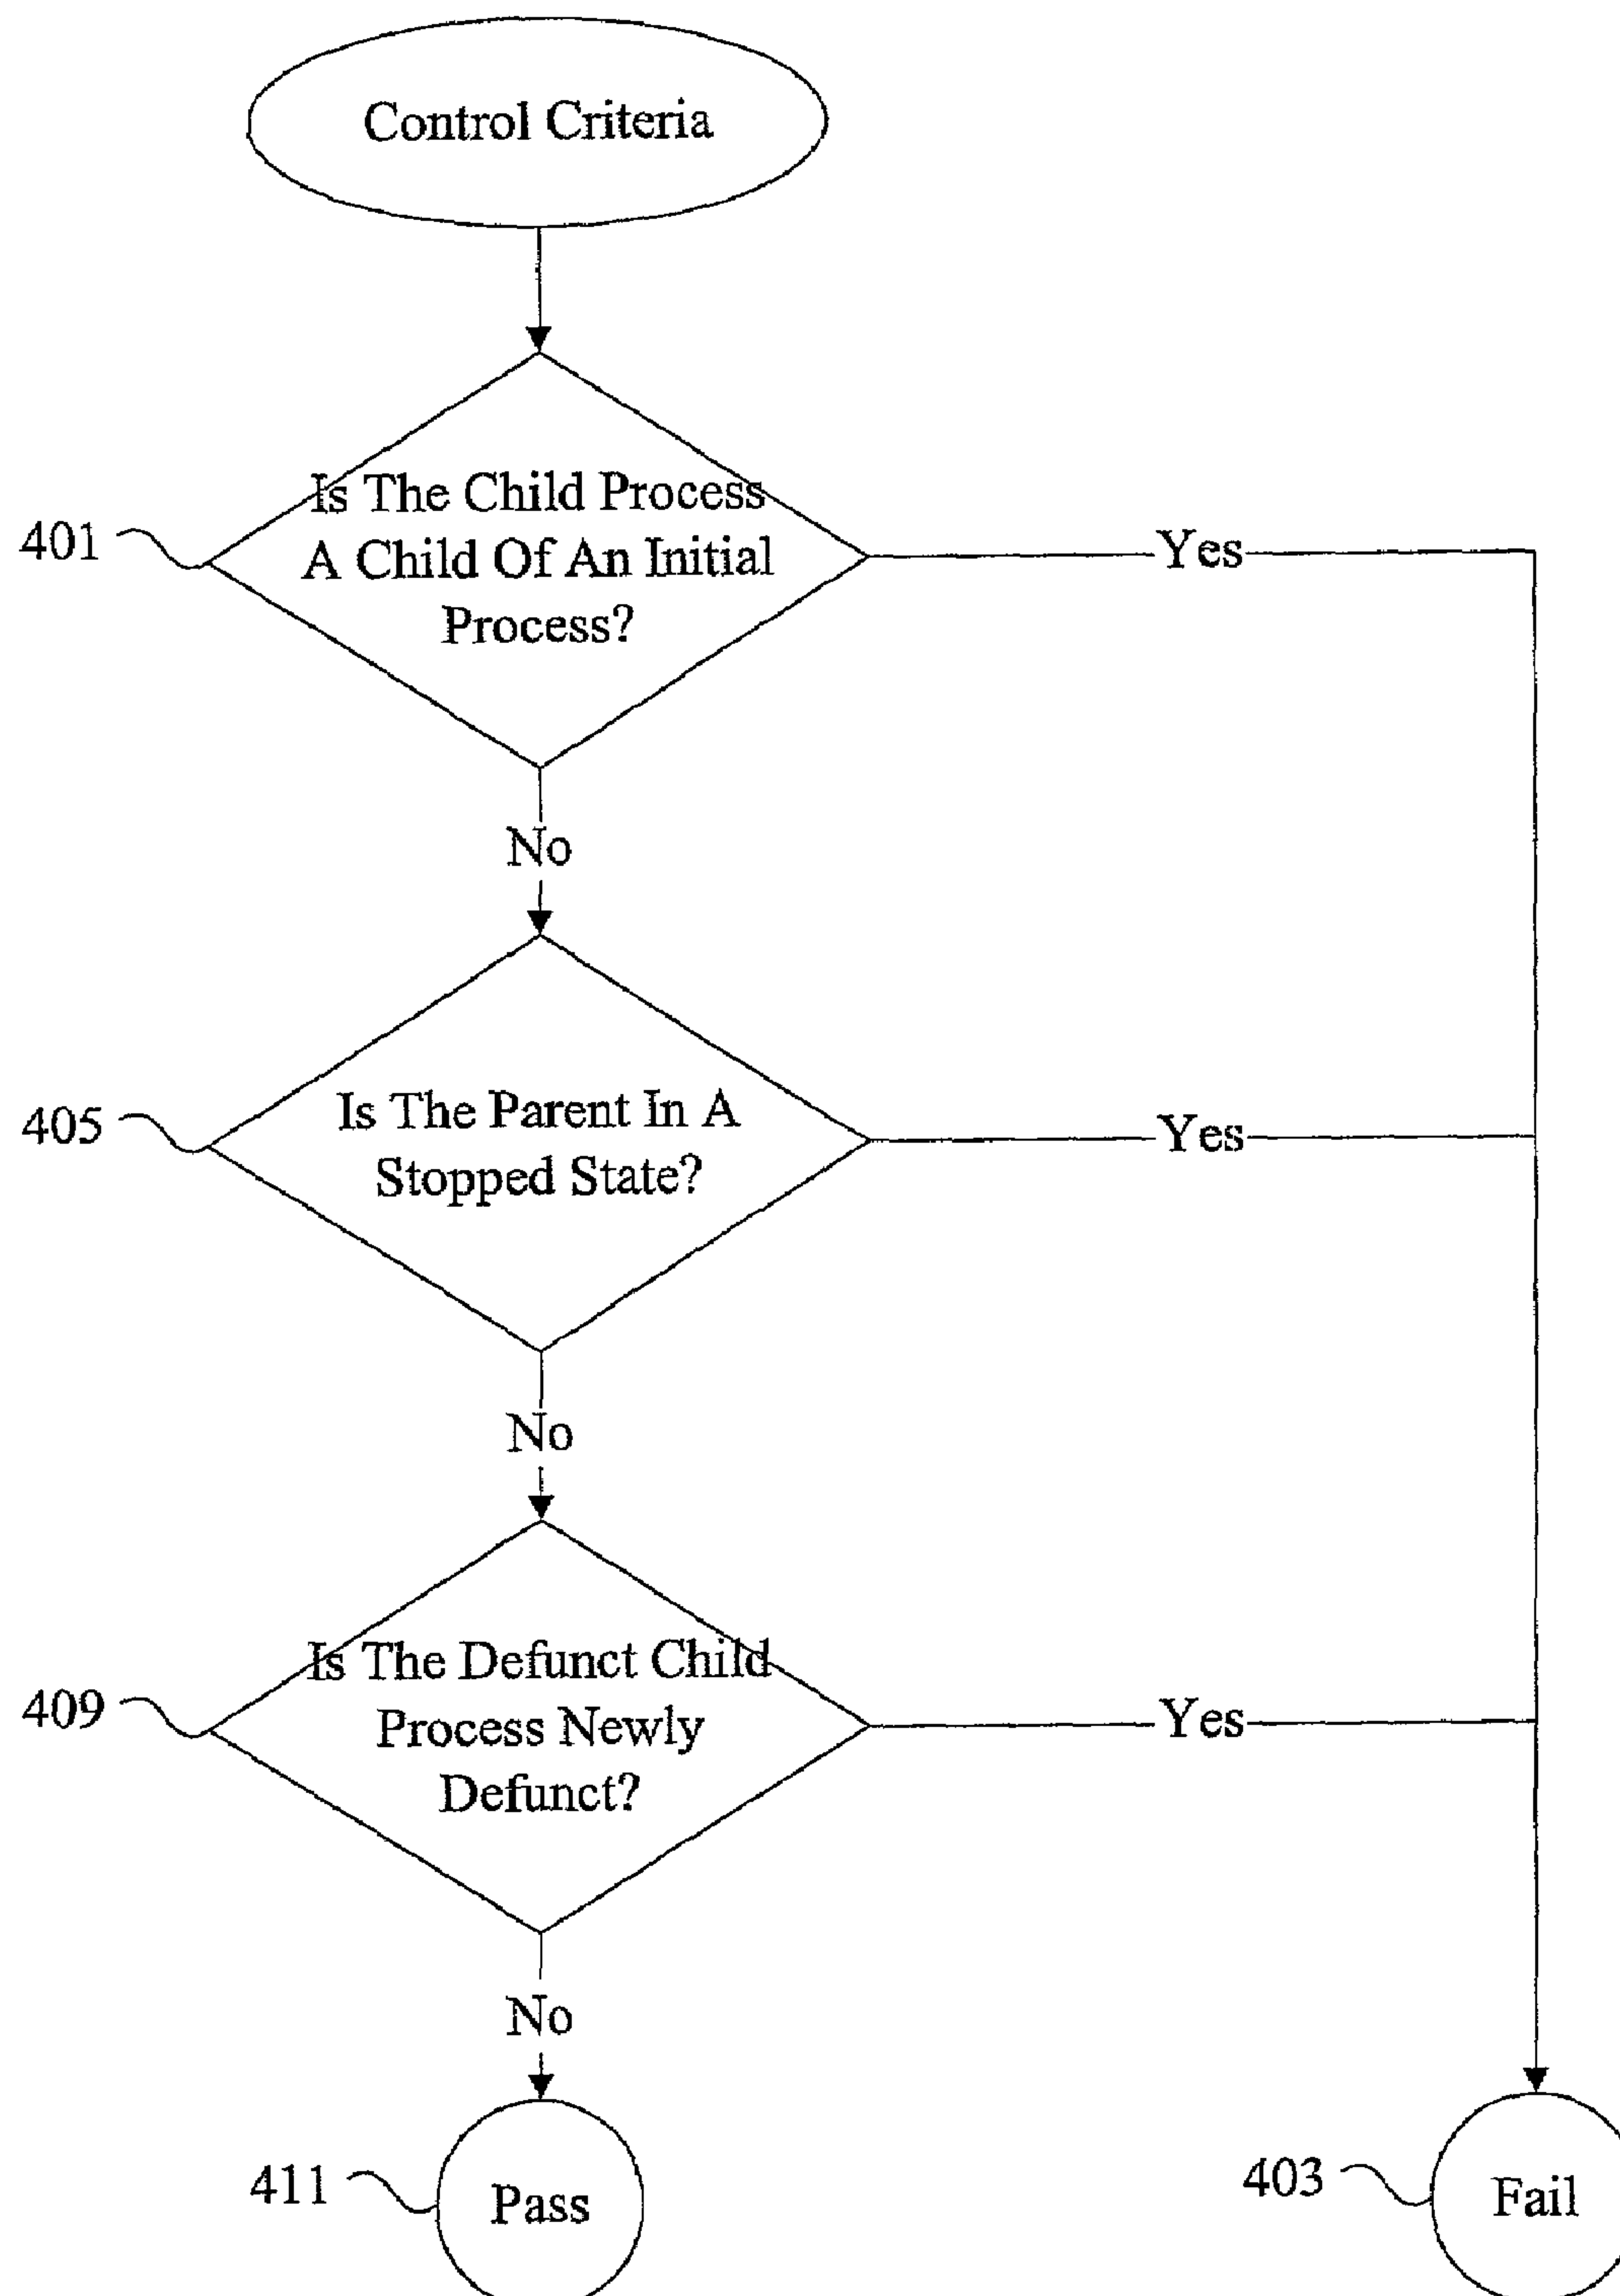 Control Criteria
Is The Child Process
A Child Of An Initial
Process?
401
Yes
No
Is The Parent In A
Stopped State?
405
Yes
No
Is The Defunct Child
Process Newly
Defunct?
409
Yes
No
411
Pass
403
Fail